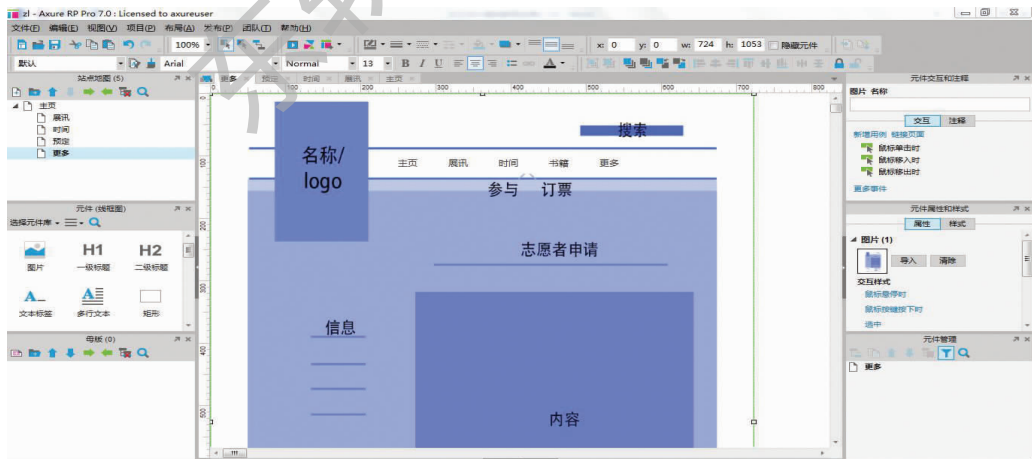 zl - Axure RP Pro 7.0 : Licensed to axureuser
文件(F) 编辑(E) 视图(V) 项目(P) 布局(A) 发布(P) 团队(T) 帮助(H)
100%
x: 0 y: 0 w: 724 h: 1053 隐藏元件
默认 Arial Normal 13 B I U
站点地图 (5)
主页
展讯
时间
预定
更多
元件 (线框图)
选择元件库
图片
H1 一级标题
H2 二级标题
A_ 文本标签
A 多行文本
矩形
母版 (0)
更多 预定 时间 展讯 主页
0 100 200 300 400 500 600 700 800
0
100
200
300
400
500
名称/
logo
搜索
主页 展讯 时间 书籍 更多
参与 订票
志愿者申请
信息
内容
元件交互和注释
图片 名称
交互 注释
新增用例 链接页面
鼠标单击时
鼠标移入时
鼠标移出时
更多事件
元件属性和样式
属性 样式
图片 (1)
导入 清除
交互样式
鼠标悬停时
鼠标按键按下时
选中
元件管理
更多